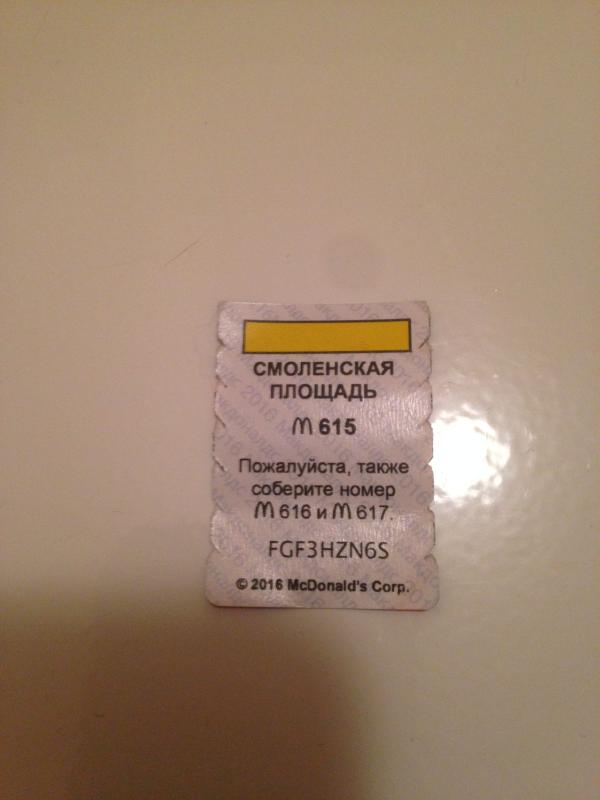 СМОЛЕНСКАЯ
ПЛОЩАДЬ
M 615
Пожалуйста, также
соберите номер
M 616 и M 617.
FGF3HZN6S
© 2016 McDonald's Corp.